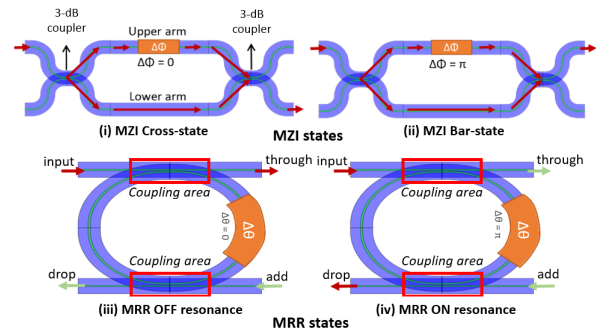 3-dB
coupler
Upper arm
ΔΦ
ΔΦ = 0
3-dB
coupler
Lower arm
(i) MZI Cross-state
ΔΦ
ΔΦ = π
(ii) MZI Bar-state
MZI states
input
through
Coupling area
Δθ = 0
Δθ
Coupling area
drop
add
(iii) MRR OFF resonance
input
through
Coupling area
Δθ = π
Δθ
Coupling area
drop
add
(iv) MRR ON resonance
MRR states